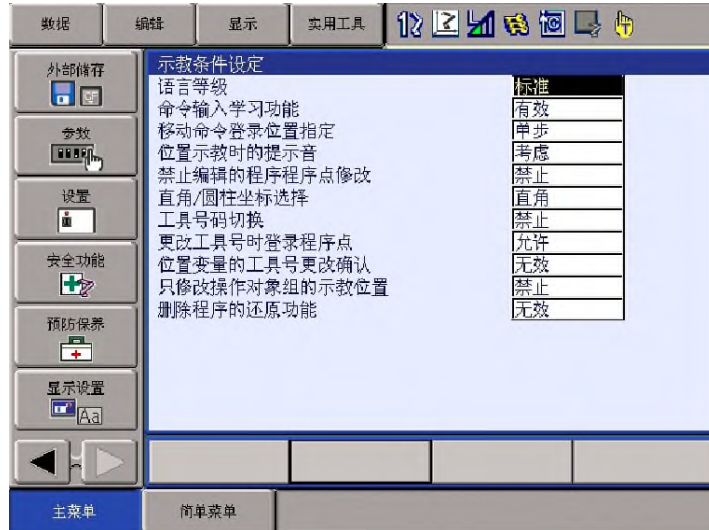 数据 编辑 显示 实用工具
外部储存
参数
设置
安全功能
预防保养
显示设置
示教条件设定
语言等级 标准
命令输入学习功能 有效
移动命令登录位置指定 单步
位置示教时的提示音 考虑
禁止编辑的程序程序点修改 禁止
直角/圆柱坐标选择 直角
工具号码切换 禁止
更改工具号时登录程序点 允许
位置变量的工具号更改确认 无效
只修改操作对象组的示教位置 禁止
删除程序的还原功能 无效
主菜单 简单菜单